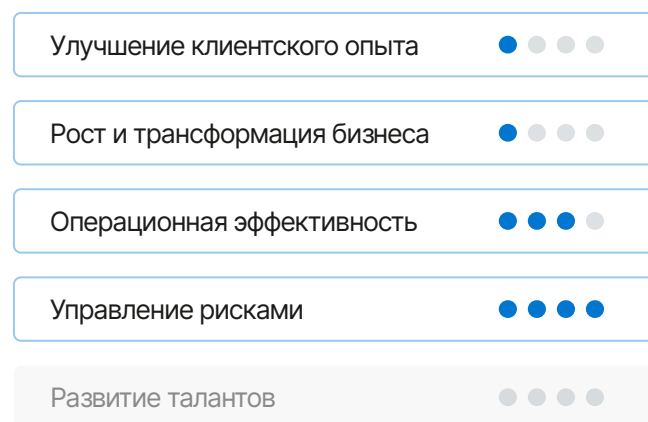 Улучшение клиентского опыта
Рост и трансформация бизнеса
Операционная эффективность
Управление рисками
Развитие талантов